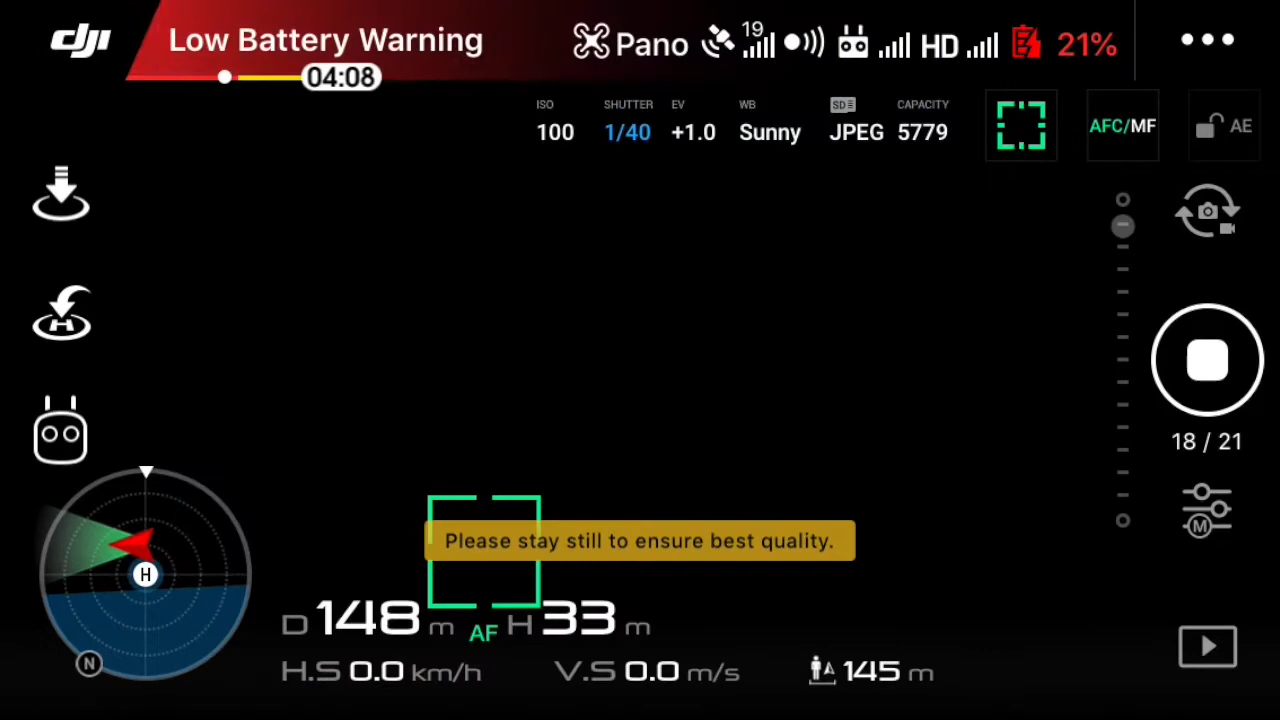 dji Low Battery Warning Pano 19 HD 21%
04:08
ISO SHUTTER EV WB SD CAPACITY
100 1/40 +1.0 Sunny JPEG 5779 AFC/MF AE
18 / 21
M
Please stay still to ensure best quality.
H
D 148 m AF H 33 m
H.S 0.0 km/h V.S 0.0 m/s 145 m
N